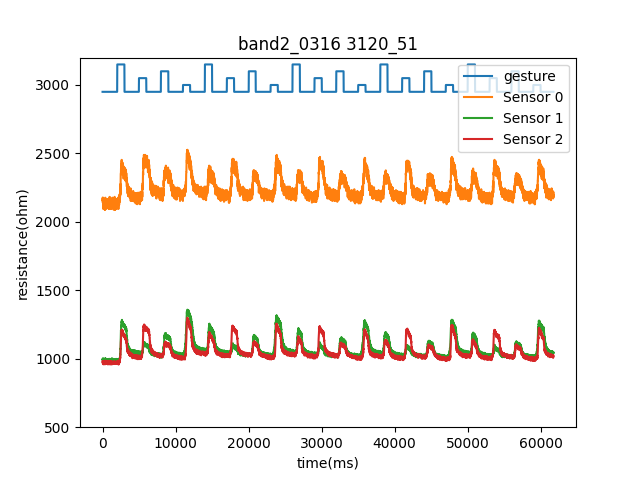 band2_0316 3120_51
gesture
Sensor 0
Sensor 1
Sensor 2
resistance(ohm)
3000
2500
2000
1500
1000
500
0 10000 20000 30000 40000 50000 60000
time(ms)